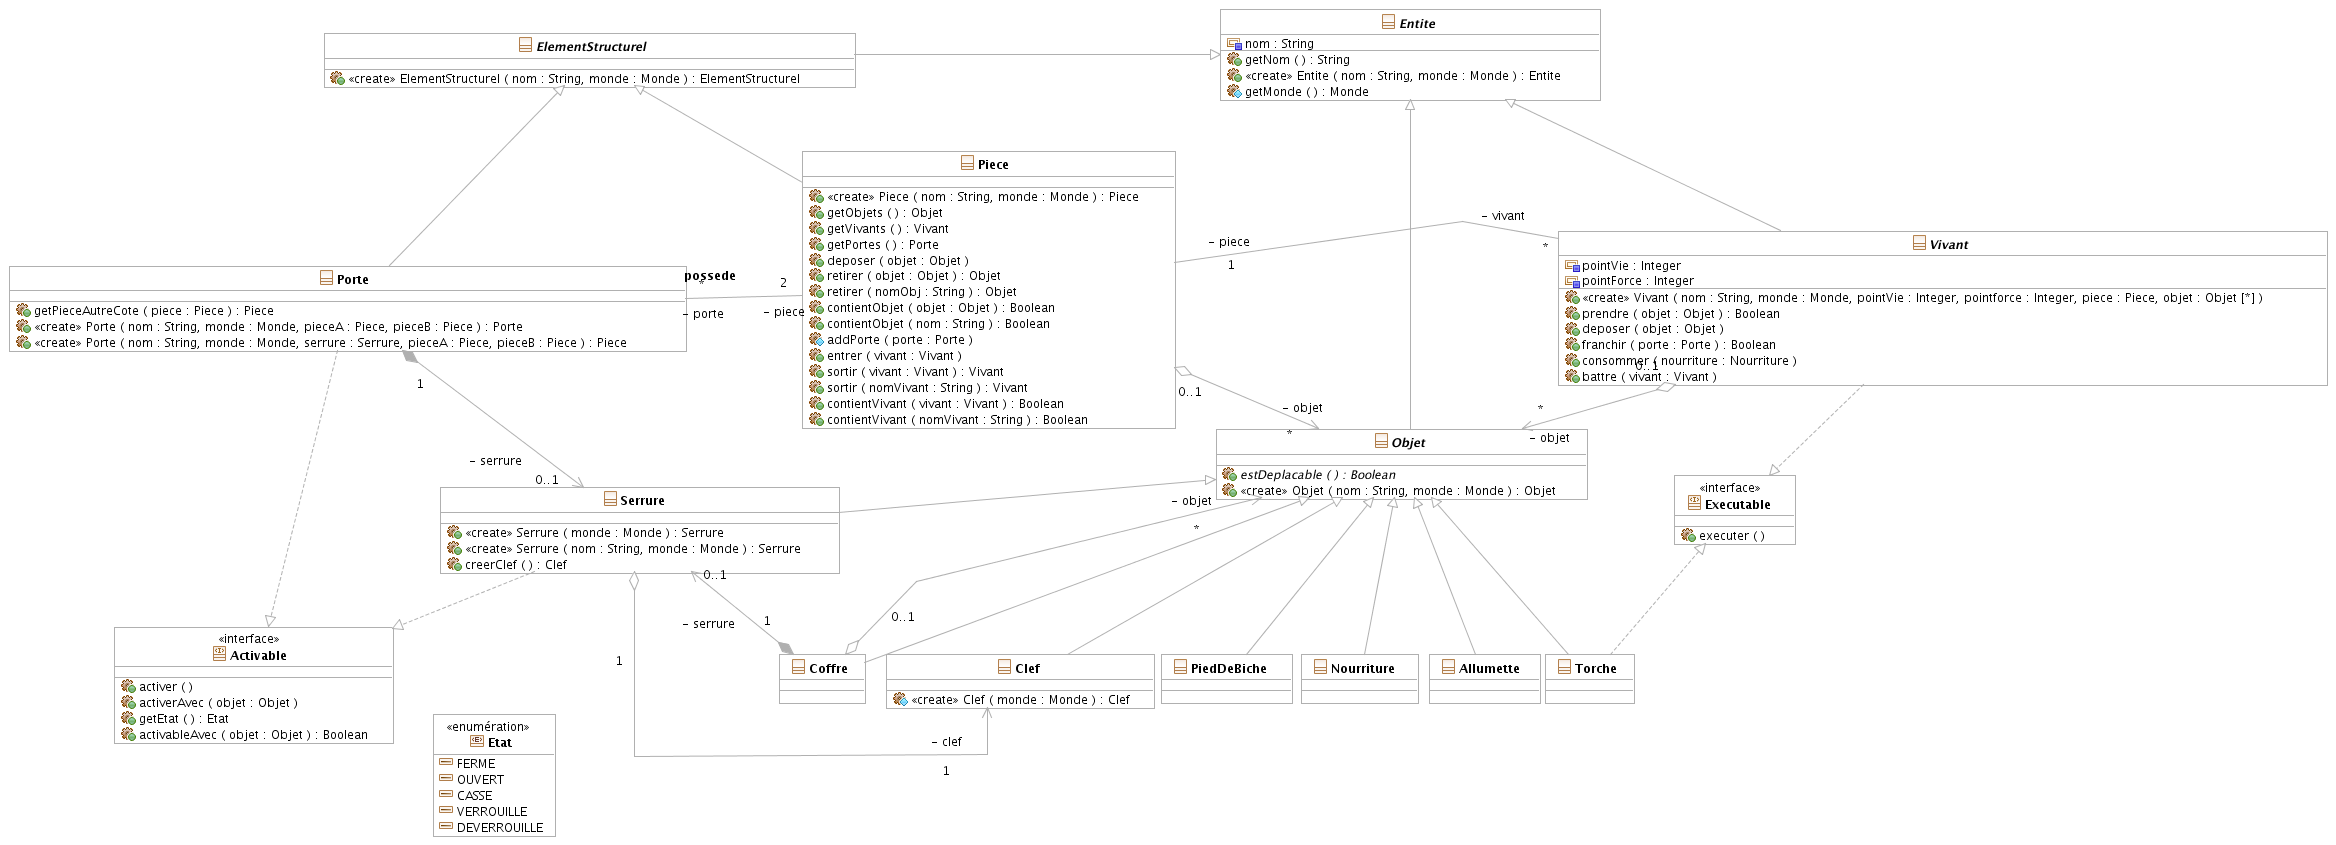 ElementStructurel
«create» ElementStructurel ( nom : String, monde : Monde ) : ElementStructurel
Entite
nom : String
getNom ( ) : String
«create» Entite ( nom : String, monde : Monde ) : Entite
getMonde ( ) : Monde
Piece
«create» Piece ( nom : String, monde : Monde ) : Piece
getObjets ( ) : Objet
getVivants ( ) : Vivant
getPortes ( ) : Porte
deposer ( objet : Objet )
retirer ( objet : Objet ) : Objet
retirer ( nomObj : String ) : Objet
contientObjet ( objet : Objet ) : Boolean
contientObjet ( nom : String ) : Boolean
addPorte ( porte : Porte )
entrer ( vivant : Vivant )
sortir ( vivant : Vivant ) : Vivant
sortir ( nomVivant : String ) : Vivant
contientVivant ( vivant : Vivant ) : Boolean
contientVivant ( nomVivant : String ) : Boolean
- piece
1
- vivant
*
Vivant
pointVie : Integer
pointForce : Integer
«create» Vivant ( nom : String, monde : Monde, pointVie : Integer, pointforce : Integer, piece : Piece, objet : Objet [*] )
prendre ( objet : Objet ) : Boolean
deposer ( objet : Objet )
franchir ( porte : Porte ) : Boolean
consommer ( nourriture : Nourriture )
battre ( vivant : Vivant )
0..1
*
- objet
Porte
getPieceAutreCote ( piece : Piece ) : Piece
«create» Porte ( nom : String, monde : Monde, pieceA : Piece, pieceB : Piece ) : Porte
«create» Porte ( nom : String, monde : Monde, serrure : Serrure, pieceA : Piece, pieceB : Piece ) : Piece
possede
*
- porte
2
- piece
1
- serrure
0..1
0..1
- objet
*
Objet
estDeplacable ( ) : Boolean
«create» Objet ( nom : String, monde : Monde ) : Objet
«interface»
Executable
executer ( )
Serrure
«create» Serrure ( monde : Monde ) : Serrure
«create» Serrure ( nom : String, monde : Monde ) : Serrure
creerClef ( ) : Clef
- objet
*
0..1
0..1
- serrure
1
1
- clef
1
«interface»
Activable
activer ( )
activerAvec ( objet : Objet )
getEtat ( ) : Etat
activableAvec ( objet : Objet ) : Boolean
«enumération»
Etat
FERME
OUVERT
CASSE
VERROUILLE
DEVERROUILLE
Coffre
Clef
«create» Clef ( monde : Monde ) : Clef
PiedDeBiche
Nourriture
Allumette
Torche